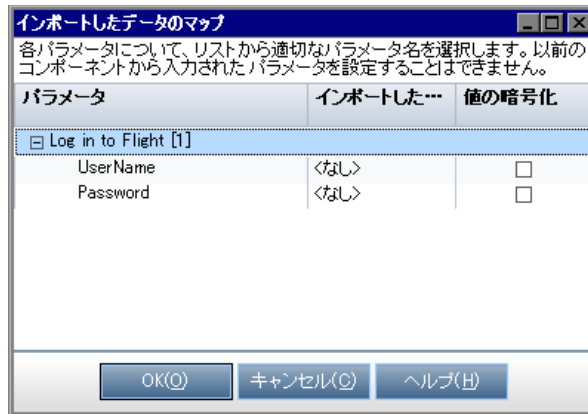 インポートしたデータのマップ
各パラメータについて、リストから適切なパラメータ名を選択します。以前の
コンポーネントから入力されたパラメータを設定することはできません。
パラメータ インポートした… 値の暗号化
Log in to Flight [1]
UserName <なし>
Password <なし>
OK(O) キャンセル(C) ヘルプ(H)